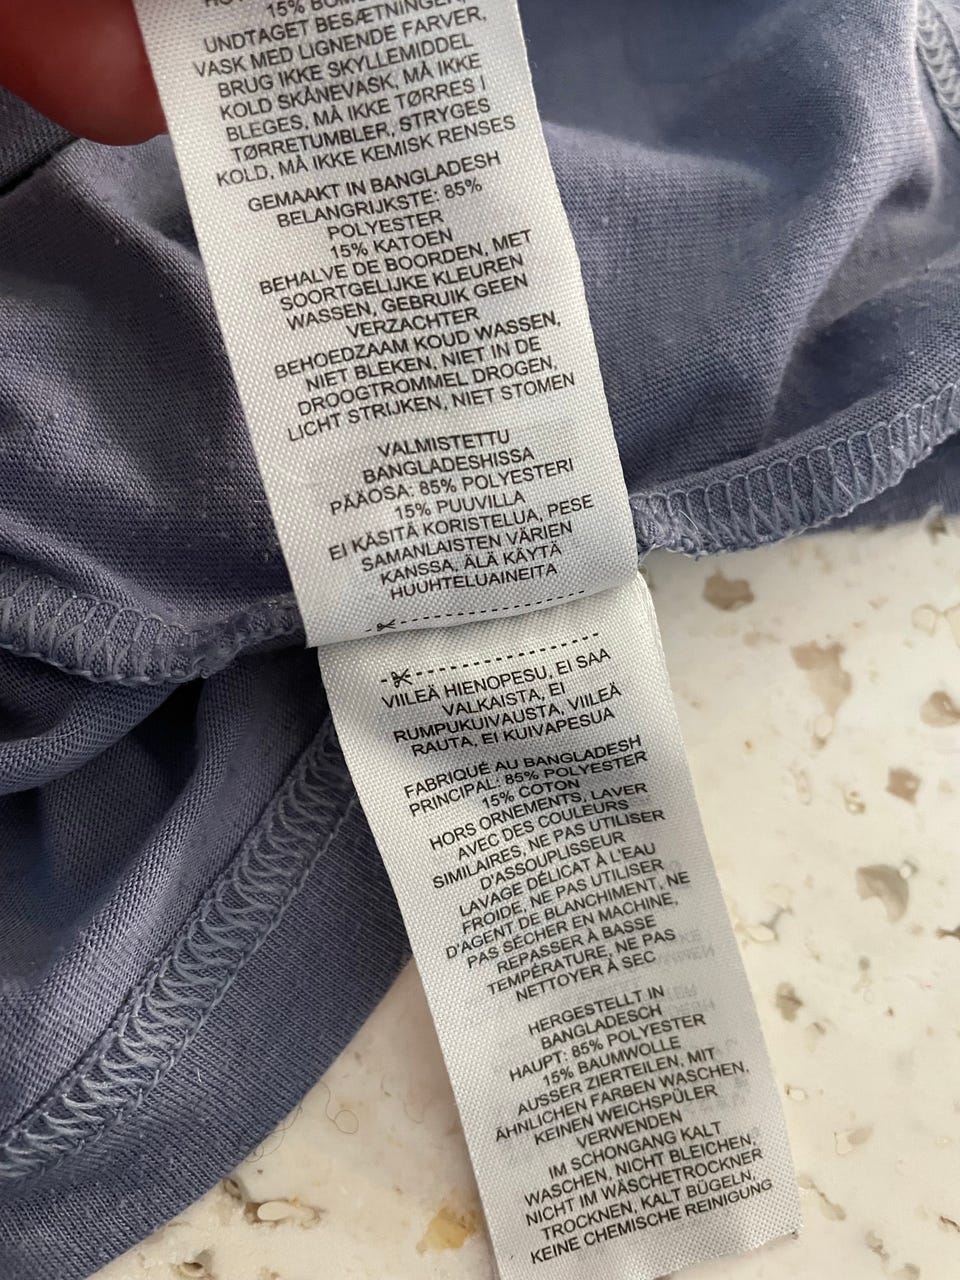 15%
UNDTAGET BESÆTNINGER,
VASK MED LIGNENDE FARVER,
BRUG IKKE SKYLLEMIDDEL
KOLD SKÅNEVASK, MÅ IKKE
BLEGES, MÅ IKKE TØRRES I
TØRRETUMBLER, STRYGES
KOLD, MÅ IKKE KEMISK RENSES
GEMAAKT IN BANGLADESH
BELANGRIJKSTE: 85%
POLYESTER
15% KATOEN
BEHALVE DE BOORDEN, MET
SOORTGELIJKE KLEUREN
WASSEN, GEBRUIK GEEN
VERZACHTER
BEHOEDZAAM KOUD WASSEN,
NIET BLEKEN, NIET IN DE
DROOGTROMMEL DROGEN,
LICHT STRIJKEN, NIET STOMEN
VALMISTETTU
BANGLADESHISSA
PÄÄOSA: 85% POLYESTERI
15% PUUVILLA
EI KÄSITÄ KORISTELUA, PESE
SAMANLAISTEN VÄRIEN
KANSSA, ÄLÄ KÄYTÄ
HUUHTELUAINEITA
VIILEÄ HIENOPESU, EI SAA
VALKAISTA, EI
RUMPUKUIVAUSTA, VIILEÄ
RAUTA, EI KUIVAPESUA
FABRIQUÉ AU BANGLADESH
PRINCIPAL: 85% POLYESTER
15% COTON
HORS ORNEMENTS, LAVER
AVEC DES COULEURS
SIMILAIRES, NE PAS UTILISER
D'ASSOUPLISSEUR
LAVAGE DÉLICAT À L'EAU
FROIDE, NE PAS UTILISER
D'AGENT DE BLANCHIMENT, NE
PAS SÉCHER EN MACHINE,
REPASSER À BASSE
TEMPÉRATURE, NE PAS
NETTOYER À SEC
HERGESTELLT IN
BANGLADESCH
HAUPT: 85% POLYESTER
15% BAUMWOLLE
AUSSER ZIERTEILEN, MIT
ÄHNLICHEN FARBEN WASCHEN,
KEINEN WEICHSPÜLER
VERWENDEN
IM SCHONGANG KALT
WASCHEN, NICHT BLEICHEN,
NICHT IM WÄSCHETROCKNER
TROCKNEN, KALT BÜGELN,
KEINE CHEMISCHE REINIGUNG